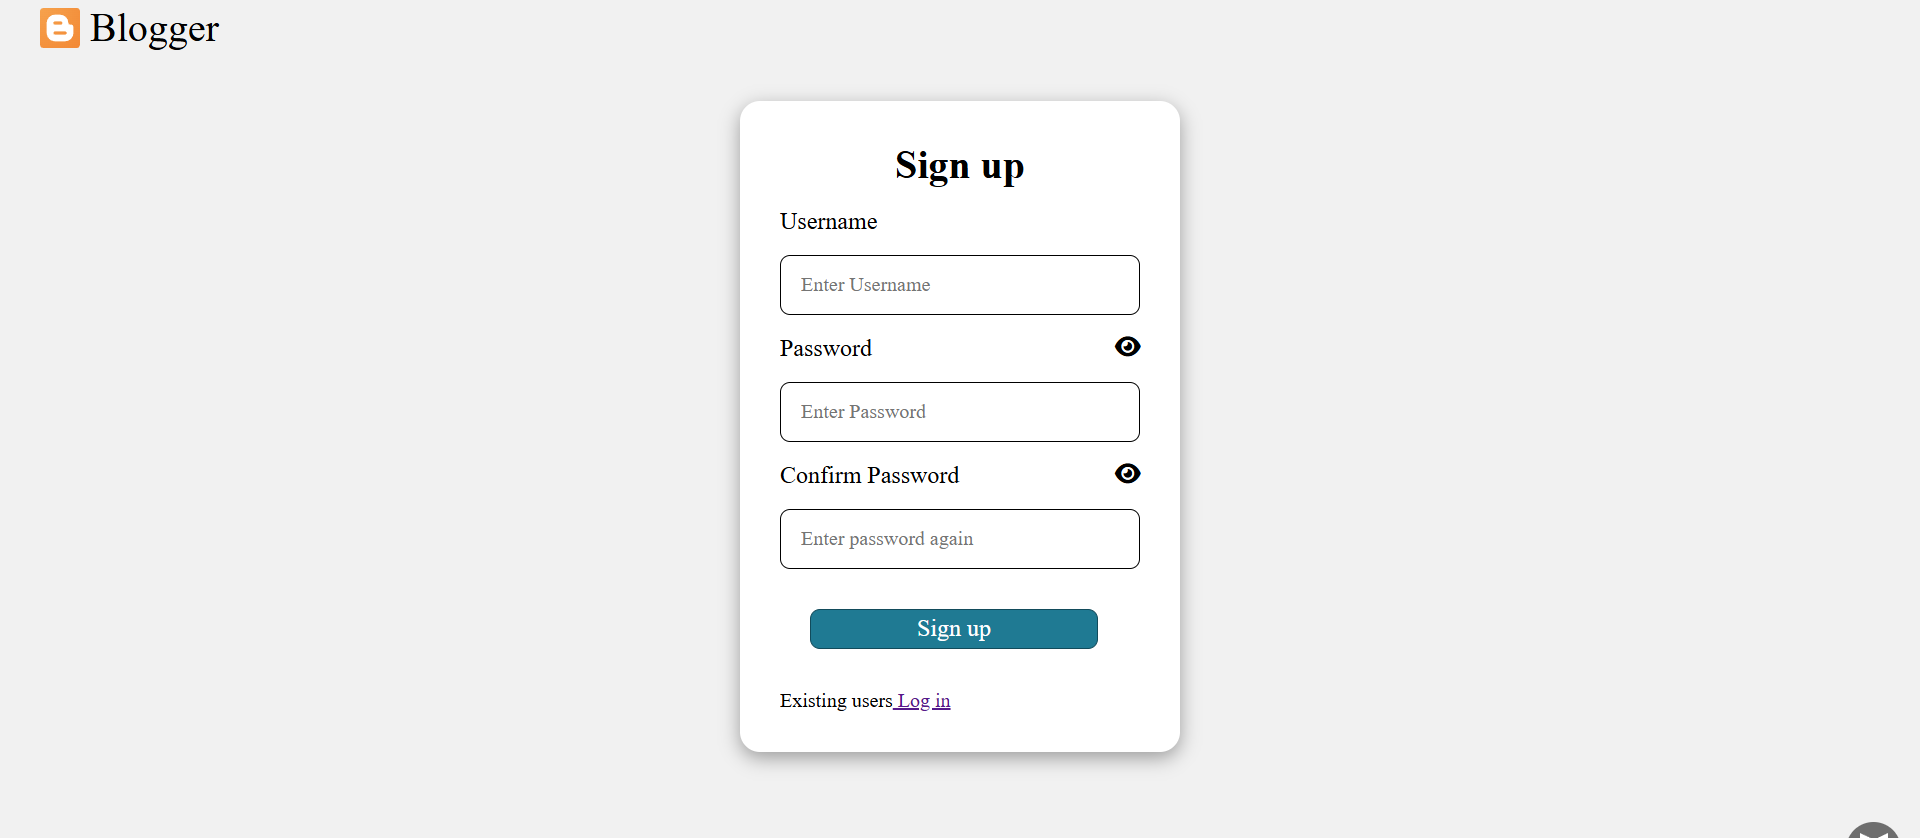 Blogger
Sign up
Username
Enter Username
Password
Enter Password
Confirm Password
Enter password again
Sign up
Existing users Log in